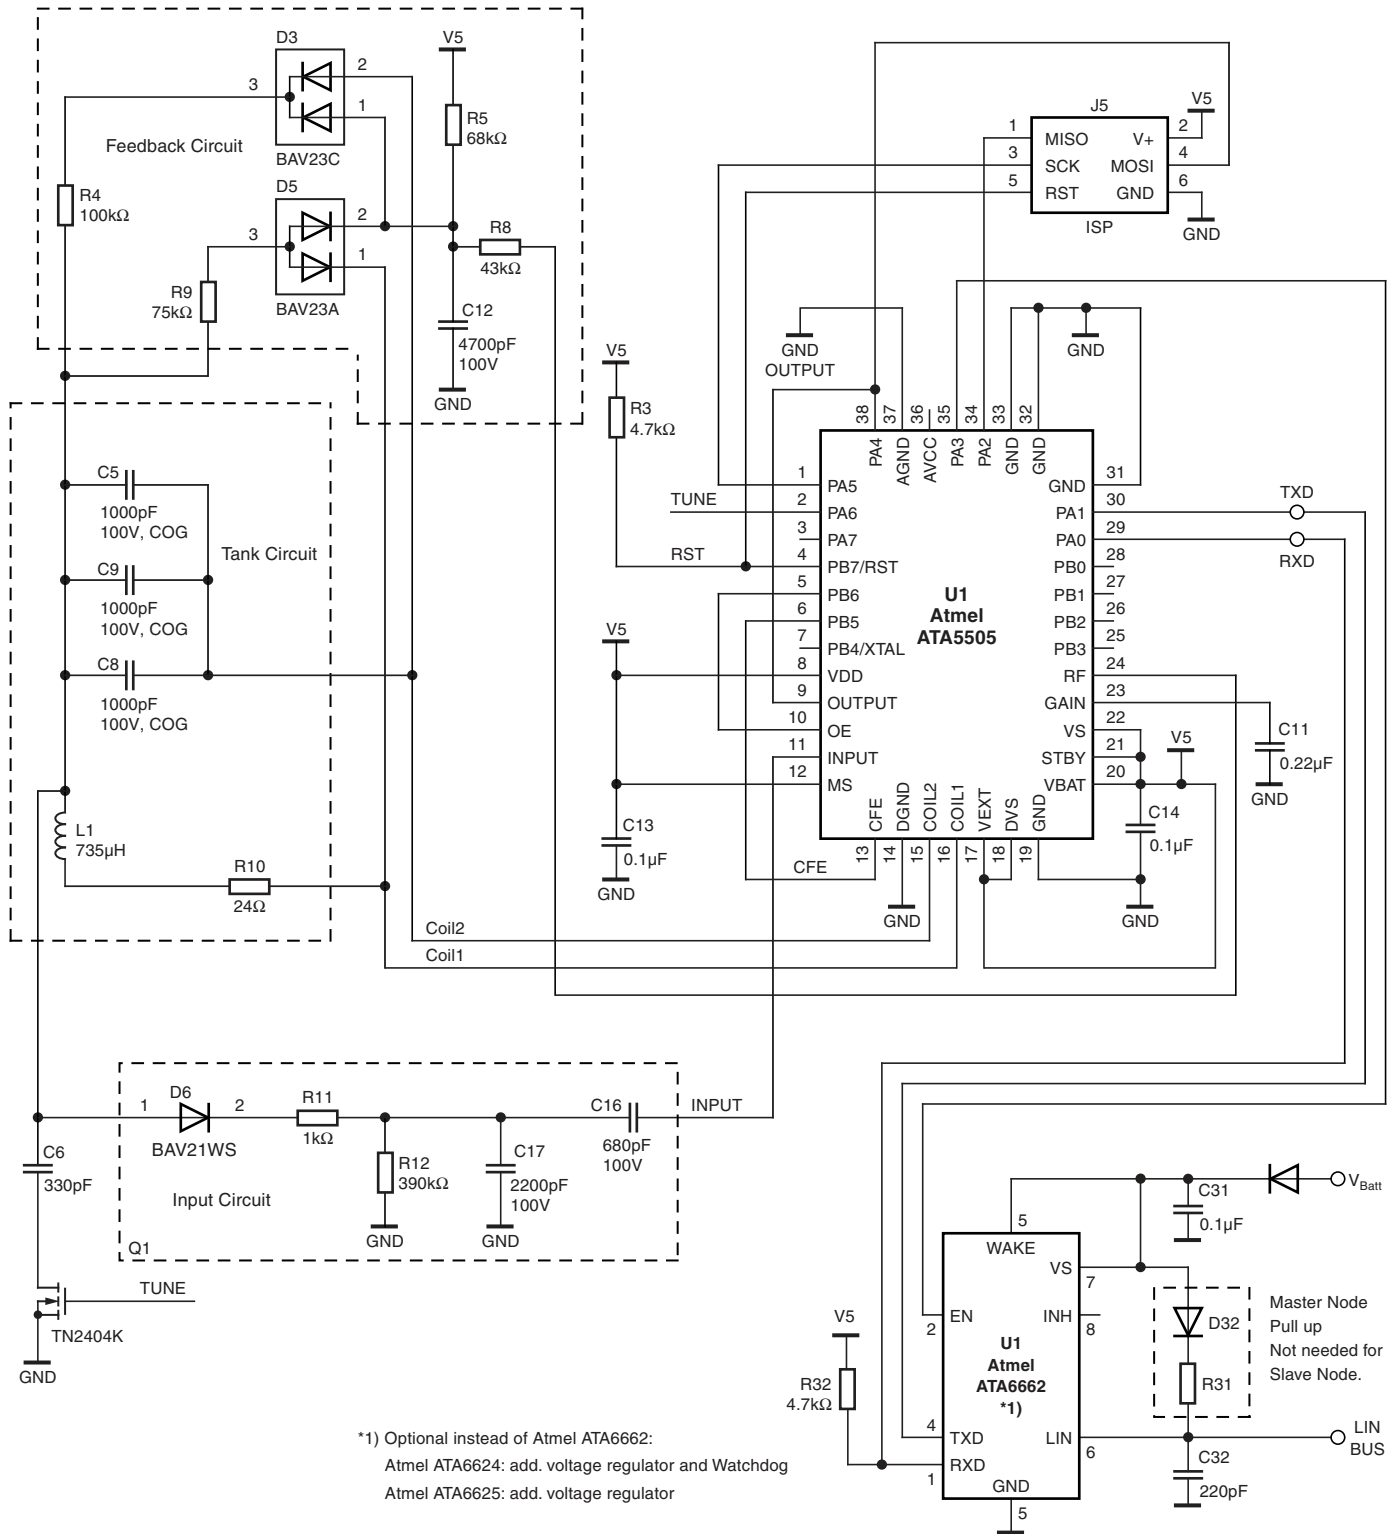 D3
3
2
1
BAV23C
Feedback Circuit
R4
100kΩ
D5
3
2
1
BAV23A
R9
75kΩ
V5
R5
68kΩ
R8
43kΩ
C12
4700pF
100V
GND
J5
1
3
5
MISO
SCK
RST
V+
MOSI
GND
2
4
6
V5
ISP
GND
GND
OUTPUT
GND
V5
R3
4.7kΩ
TUNE
RST
38
37
36
35
34
33
32
PA4
AGND
AVCC
PA3
PA2
GND
GND
1
PA5
2
PA6
3
PA7
4
PB7/RST
5
PB6
6
PB5
7
PB4/XTAL
8
VDD
9
OUTPUT
10
OE
11
INPUT
12
MS
U1
Atmel
ATA5505
GND
31
PA1
30
PA0
29
PB0
28
PB1
27
PB2
26
PB3
25
RF
24
GAIN
23
VS
22
STBY
21
VBAT
20
CFE
DGND
COIL2
COIL1
VEXT
DVS
GND
13
14
15
16
17
18
19
TXD
RXD
C11
0.22µF
GND
V5
C14
0.1µF
GND
GND
V5
C13
0.1µF
GND
CFE
C5
1000pF
100V, COG
Tank Circuit
C9
1000pF
100V, COG
C8
1000pF
100V, COG
L1
735µH
R10
24Ω
Coil2
Coil1
D6
1
2
BAV21WS
R11
1kΩ
R12
390kΩ
GND
C17
2200pF
100V
GND
C16
680pF
100V
INPUT
Input Circuit
Q1
C6
330pF
TUNE
TN2404K
GND
VBatt
C31
0.1µF
5
WAKE
VS
7
EN
2
INH
8
U1
Atmel
ATA6662
*1)
4
TXD
RXD
1
LIN
6
GND
5
V5
R32
4.7kΩ
D32
R31
Master Node
Pull up
Not needed for
Slave Node.
LIN
BUS
C32
220pF
*1) Optional instead of Atmel ATA6662:
Atmel ATA6624: add. voltage regulator and Watchdog
Atmel ATA6625: add. voltage regulator